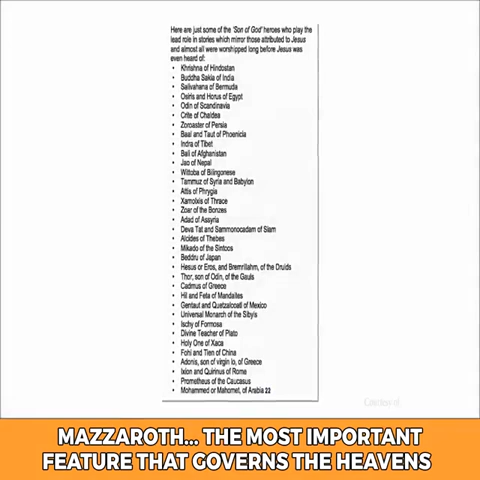 Here are just some of the 'Son of God' heroes who play the
lead role in stories which mirror those attributed to Jesus
and almost all were worshipped long before Jesus was
even heard of:
• Khrishna of Hindostan
• Buddha Sakia of India
• Salivahana of Bermuda
• Osiris and Horus of Egypt
• Odin of Scandinavia
• Crite of Chaldea
• Zoroaster of Persia
• Baal and Taut of Phoenicia
• Indra of Tibet
• Bali of Afghanistan
• Jao of Nepal
• Wittoba of Bilingonese
• Tammuz of Syria and Babylon
• Attis of Phrygia
• Xamolxis of Thrace
• Zoar of the Bonzes
• Adad of Assyria
• Deva Tat and Sammonocadam of Siam
• Alcides of Thebes
• Mikado of the Sintoos
• Beddru of Japan
• Hesus or Eros, and Bremrillahm, of the Druids
• Thor, son of Odin, of the Gauls
• Cadmus of Greece
• Hil and Feta of Mandaites
• Gentaut and Quetzalcoatl of Mexico
• Universal Monarch of the Sibyls
• Ischy of Formosa
• Divine Teacher of Plato
• Holy One of Xaca
• Fohi and Tien of China
• Adonis, son of virgin Io, of Greece
• Ixion and Quirinus of Rome
• Prometheus of the Caucasus
• Mohammed or Mahomet, of Arabia 22
MAZZAROTH... THE MOST IMPORTANT
FEATURE THAT GOVERNS THE HEAVENS